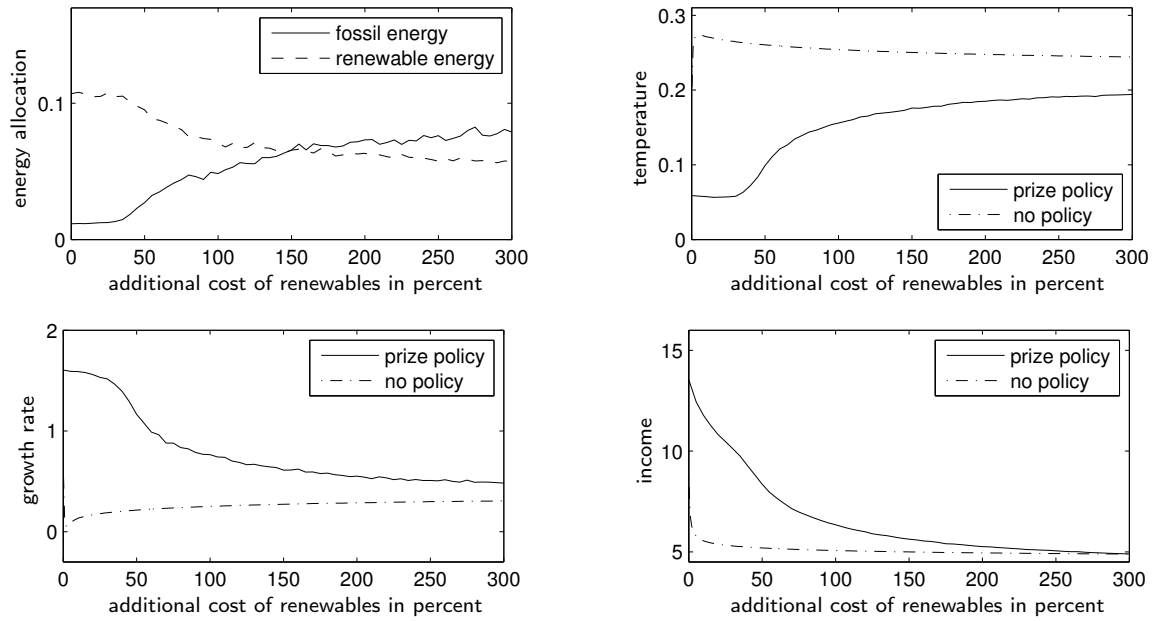 energy allocation
0.1
0
fossil energy
renewable energy
0 50 100 150 200 250 300
additional cost of renewables in percent
temperature
0.3
0.2
0.1
0
prize policy
no policy
0 50 100 150 200 250 300
additional cost of renewables in percent
growth rate
2
1
0
prize policy
no policy
0 50 100 150 200 250 300
additional cost of renewables in percent
income
15
10
5
prize policy
no policy
0 50 100 150 200 250 300
additional cost of renewables in percent